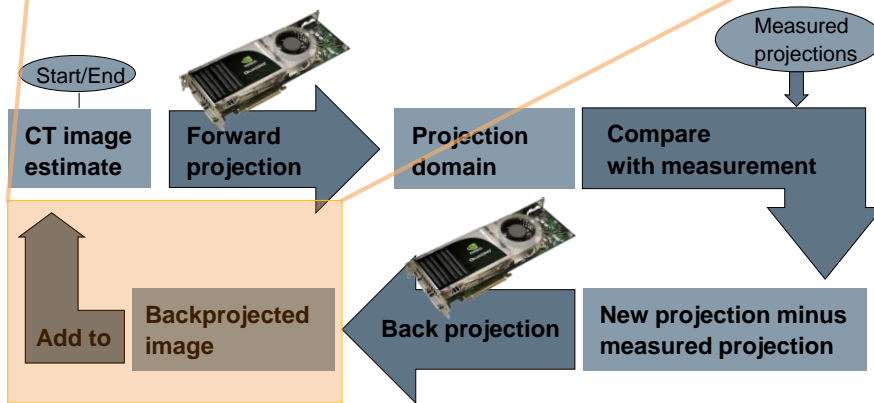 Measured
projections
Start/End
CT image
estimate
Forward
projection
Projection
domain
Compare
with measurement
New projection minus
measured projection
Back projection
Backprojected
image
Add to